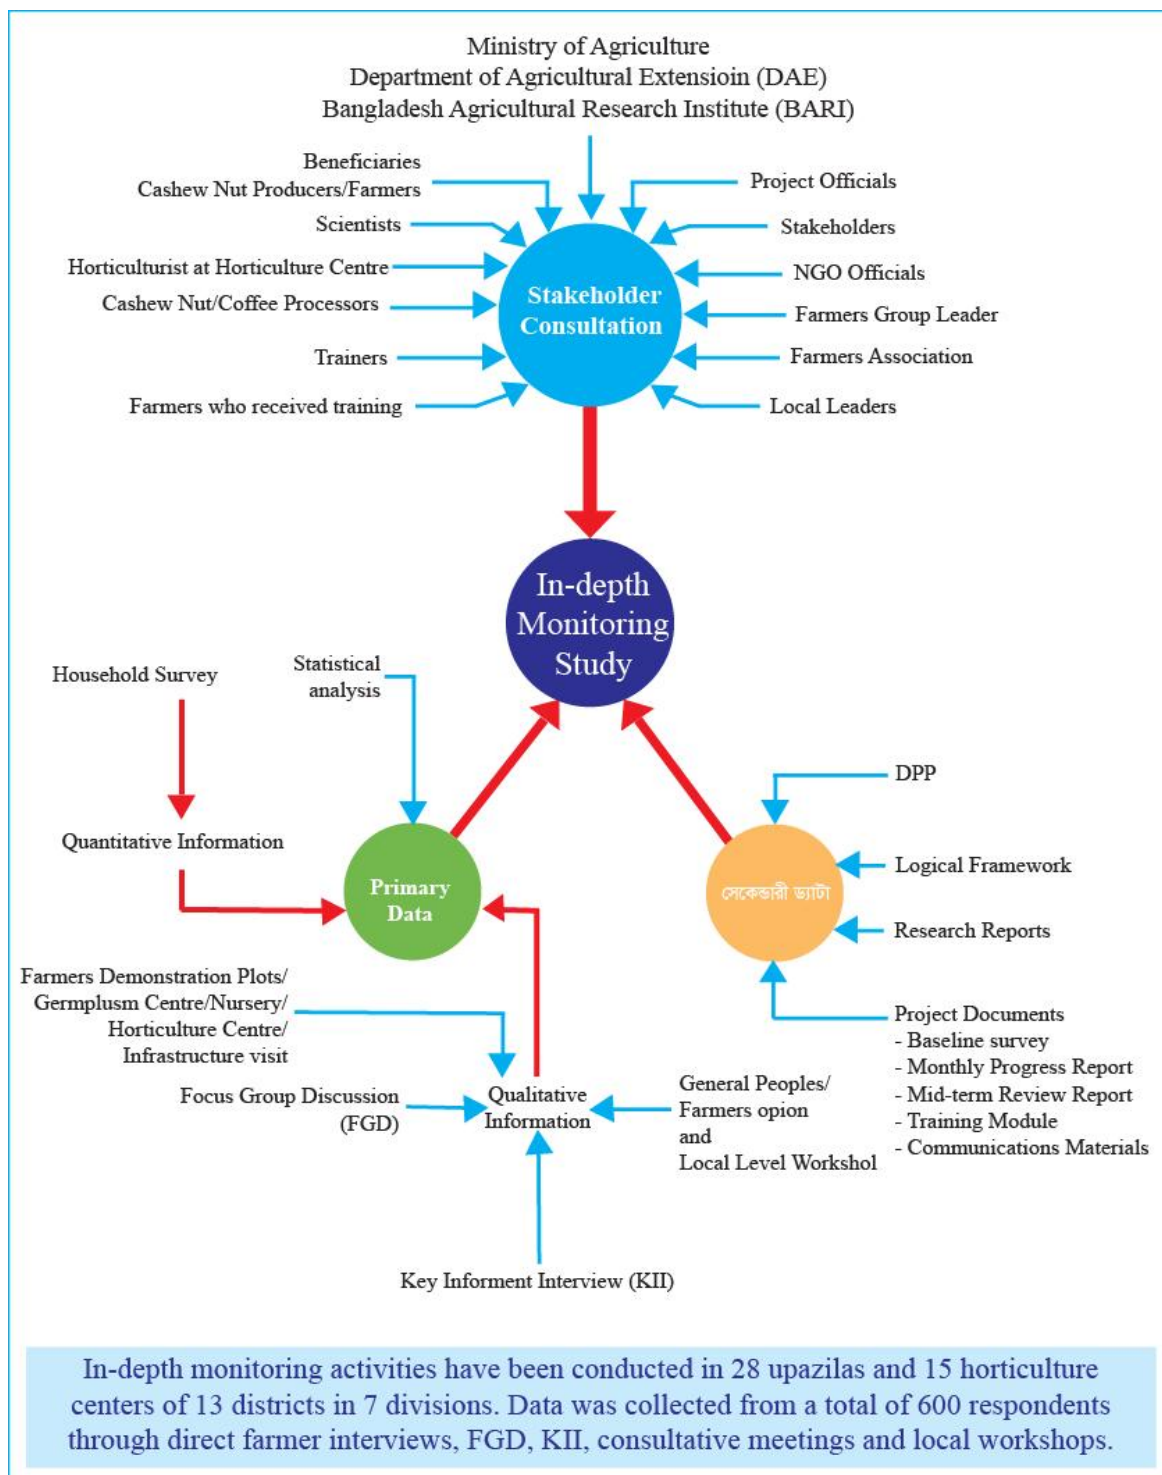 Ministry of Agriculture
Department of Agricultural Extensioin (DAE)
Bangladesh Agricultural Research Institute (BARI)
Beneficiaries
Cashew Nut Producers/Farmers
Scientists
Horticulturist at Horticulture Centre
Cashew Nut/Coffee Processors
Trainers
Farmers who received training
Project Officials
Stakeholders
NGO Officials
Farmers Group Leader
Farmers Association
Local Leaders
Stakeholder
Consultation
In-depth
Monitoring
Study
Household Survey
Statistical
analysis
Quantitative Information
Primary
Data
DPP
সেকেন্ডারী ড্যাটা
Logical Framework
Research Reports
Project Documents
- Baseline survey
- Monthly Progress Report
- Mid-term Review Report
- Training Module
- Communications Materials
Farmers Demonstration Plots/
Germplusm Centre/Nursery/
Horticulture Centre/
Infrastructure visit
Focus Group Discussion
(FGD)
Qualitative
Information
General Peoples/
Farmers opion
and
Local Level Workshol
Key Informent Interview (KII)
In-depth monitoring activities have been conducted in 28 upazilas and 15 horticulture
centers of 13 districts in 7 divisions. Data was collected from a total of 600 respondents
through direct farmer interviews, FGD, KII, consultative meetings and local workshops.